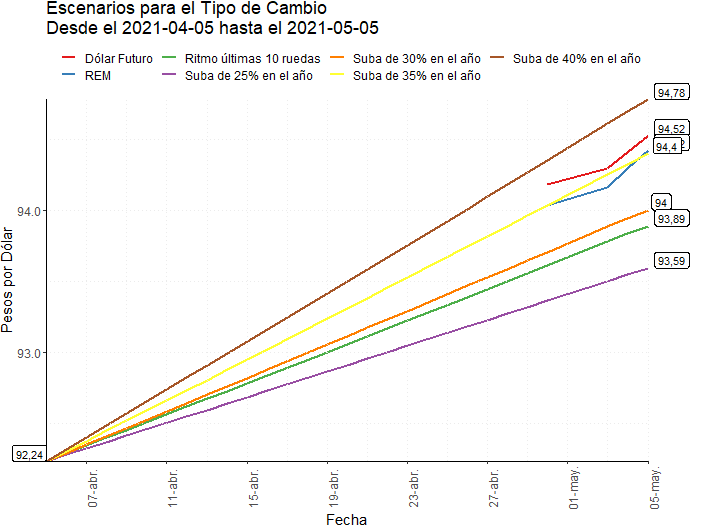 Escenarios para el Tipo de Cambio
Desde el 2021-04-05 hasta el 2021-05-05
Dólar Futuro
Ritmo últimas 10 ruedas
Suba de 30% en el año
Suba de 40% en el año
REM
Suba de 25% en el año
Suba de 35% en el año
94,78
94,52
94,4
94.0
94
93,89
93,59
Pesos por Dólar
93.0
92,24
07-abr.
11-abr.
15-abr.
19-abr.
23-abr.
27-abr.
01-may.
05-may.
Fecha